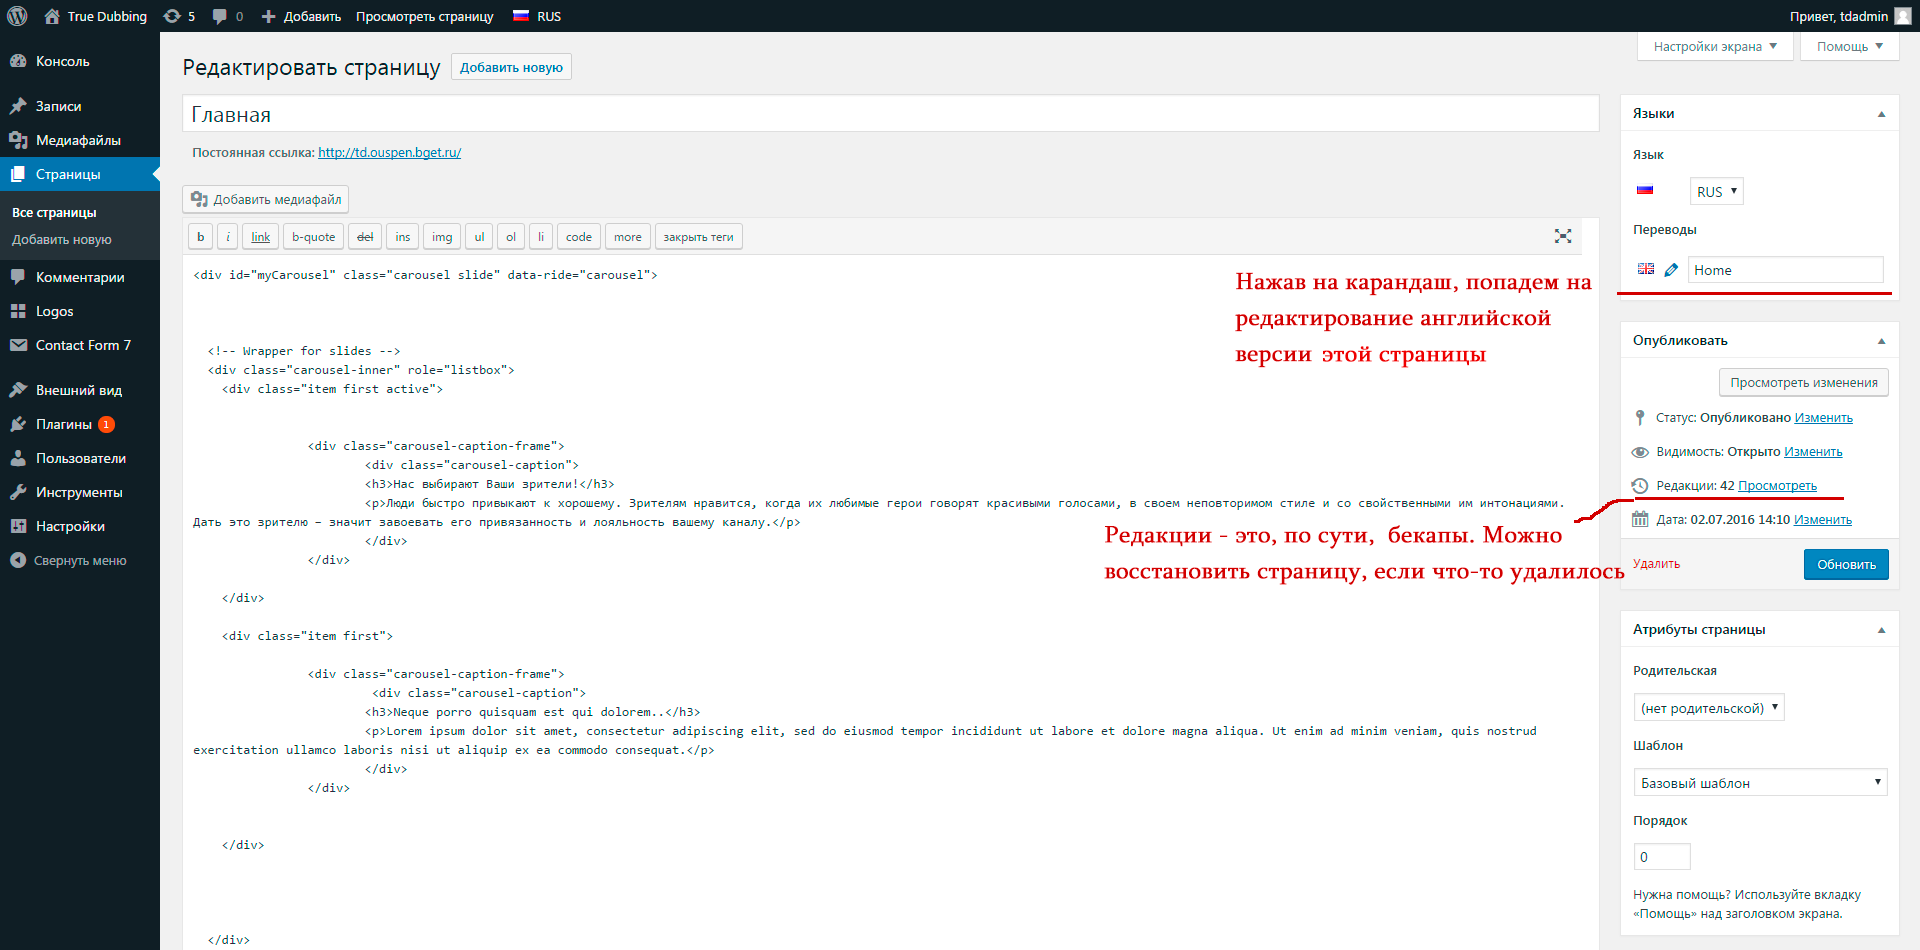 True Dubbing 5 0 Добавить Просмотреть страницу RUS Привет, tdadmin
Настройки экрана Помощь
Консоль
Записи
Медиафайлы
Страницы
Все страницы
Добавить новую
Комментарии
Logos
Contact Form 7
Внешний вид
Плагины 1
Пользователи
Инструменты
Настройки
Свернуть меню
Редактировать страницу Добавить новую
Главная
Постоянная ссылка: http://td.ouspen.bget.ru/
Добавить медиафайл
b i link b-quote del ins img ul ol li code more закрыть теги
<div id="myCarousel" class="carousel slide" data-ride="carousel">
<!-- Wrapper for slides -->
<div class="carousel-inner" role="listbox">
<div class="item first active">
<div class="carousel-caption-frame">
<div class="carousel-caption">
<h3>Нас выбирают Ваши зрители!</h3>
<p>Люди быстро привыкают к хорошему. Зрителям нравится, когда их любимые герои говорят красивыми голосами, в своем неповторимом стиле и со свойственными им интонациями.
Дать это зрителю – значит завоевать его привязанность и лояльность вашему каналу.</p>
</div>
</div>
</div>
<div class="item first">
<div class="carousel-caption-frame">
<div class="carousel-caption">
<h3>Neque porro quisquam est qui dolorem..</h3>
<p>Lorem ipsum dolor sit amet, consectetur adipiscing elit, sed do eiusmod tempor incididunt ut labore et dolore magna aliqua. Ut enim ad minim veniam, quis nostrud
exercitation ullamco laboris nisi ut aliquip ex ea commodo consequat.</p>
</div>
</div>
</div>
</div>
Нажав на карандаш, попадем на
редактирование английской
версии этой страницы
Редакции - это, по сути, бекапы. Можно
восстановить страницу, если что-то удалилось
Языки
Язык
RUS
Переводы
Home
Опубликовать
Просмотреть изменения
Статус: Опубликовано Изменить
Видимость: Открыто Изменить
Редакции: 42 Просмотреть
Дата: 02.07.2016 14:10 Изменить
Удалить Обновить
Атрибуты страницы
Родительская
(нет родительской)
Шаблон
Базовый шаблон
Порядок
0
Нужна помощь? Используйте вкладку
«Помощь» над заголовком экрана.